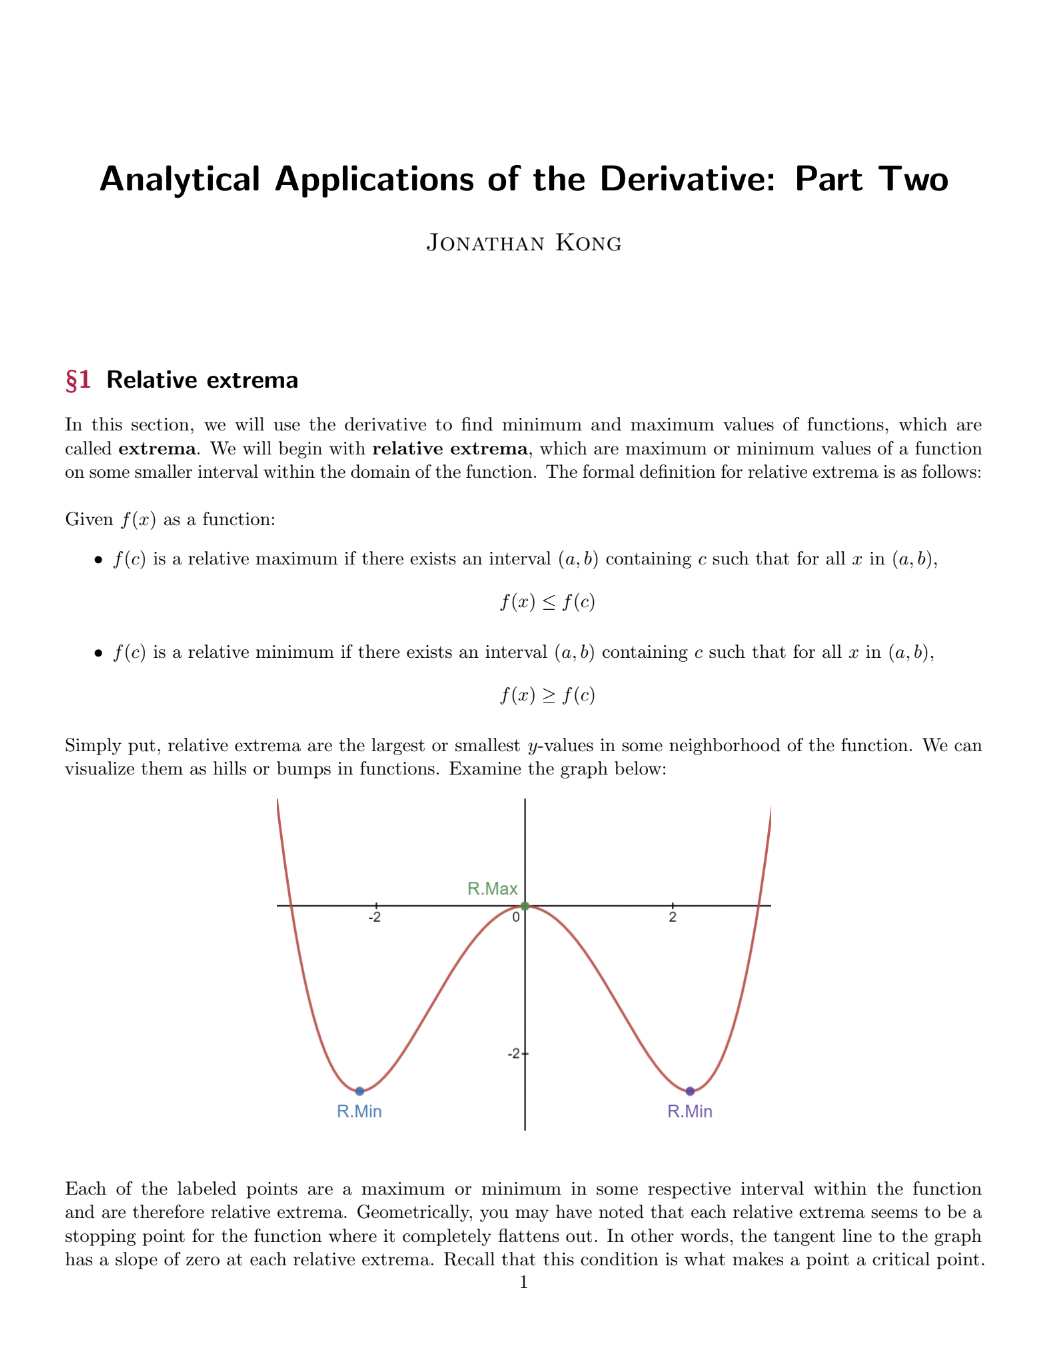 Analytical Applications of the Derivative: Part Two
Jonathan Kong
§1 Relative extrema
In this section, we will use the derivative to find minimum and maximum values of functions, which are
called extrema. We will begin with relative extrema, which are maximum or minimum values of a function
on some smaller interval within the domain of the function. The formal definition for relative extrema is as follows:
Given f(x) as a function:
• f(c) is a relative maximum if there exists an interval (a, b) containing c such that for all x in (a, b),
f(x) ≤ f(c)
• f(c) is a relative minimum if there exists an interval (a, b) containing c such that for all x in (a, b),
f(x) ≥ f(c)
Simply put, relative extrema are the largest or smallest y-values in some neighborhood of the function. We can
visualize them as hills or bumps in functions. Examine the graph below:
R.Max
-2 0 2
-2
R.Min R.Min
Each of the labeled points are a maximum or minimum in some respective interval within the function
and are therefore relative extrema. Geometrically, you may have noted that each relative extrema seems to be a
stopping point for the function where it completely flattens out. In other words, the tangent line to the graph
has a slope of zero at each relative extrema. Recall that this condition is what makes a point a critical point.
1